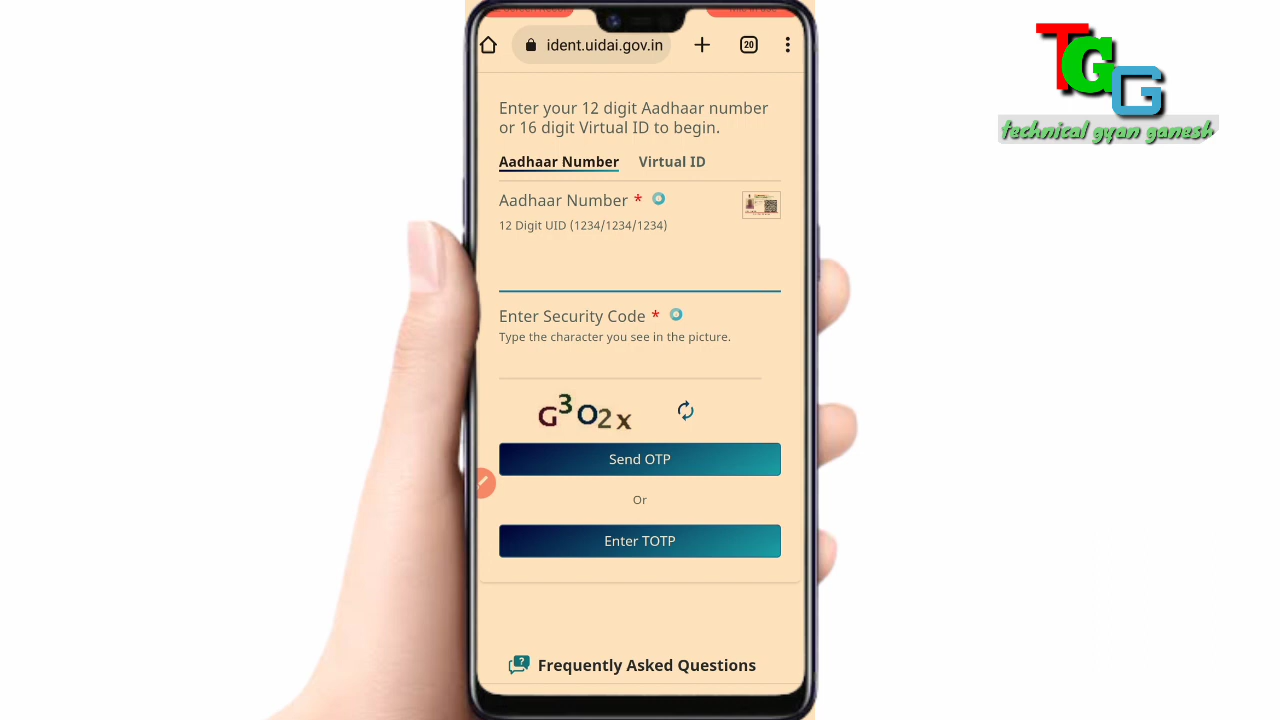 ident.uidai.gov.in
20
Enter your 12 digit Aadhaar number
or 16 digit Virtual ID to begin.
Aadhaar Number Virtual ID
Aadhaar Number *
12 Digit UID (1234/1234/1234)
Enter Security Code *
Type the character you see in the picture.
G3O2x
Send OTP
Or
Enter TOTP
? Frequently Asked Questions
TGG
technical gyan ganesh